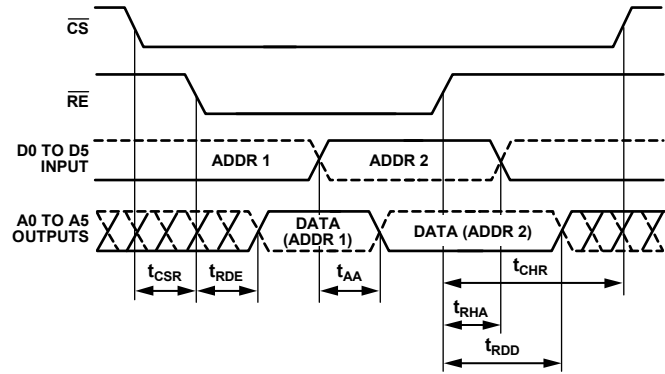 CS
RE
D0 TO D5
INPUT
ADDR 1
ADDR 2
A0 TO A5
OUTPUTS
DATA
(ADDR 1)
DATA (ADDR 2)
tCSR
tRDE
tAA
tCHR
tRHA
tRDD